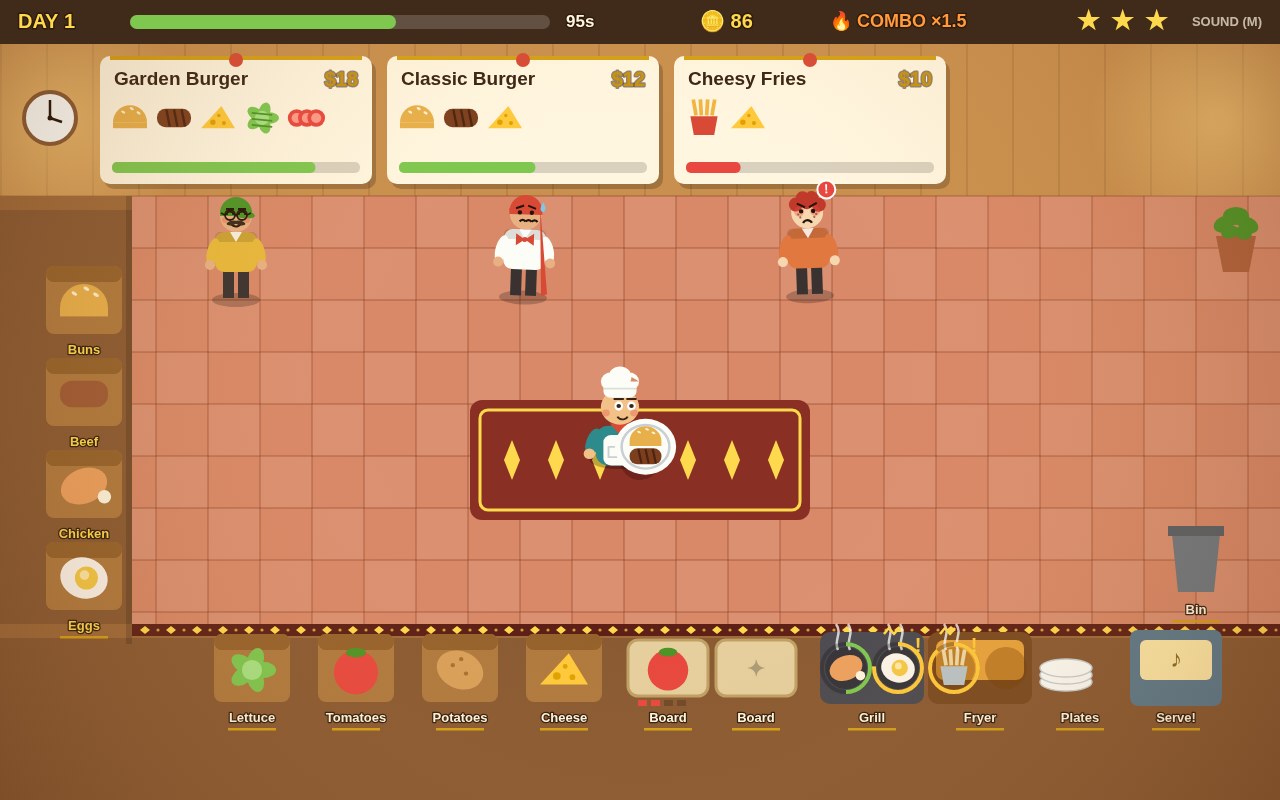 DAY 1
95s
86
COMBO ×1.5
SOUND (M)
Garden Burger
$18
Classic Burger
$12
Cheesy Fries
$10
!
Buns
Beef
Chicken
Eggs
Bin
!
!
Lettuce
Tomatoes
Potatoes
Cheese
Board
Board
Grill
Fryer
Plates
Serve!